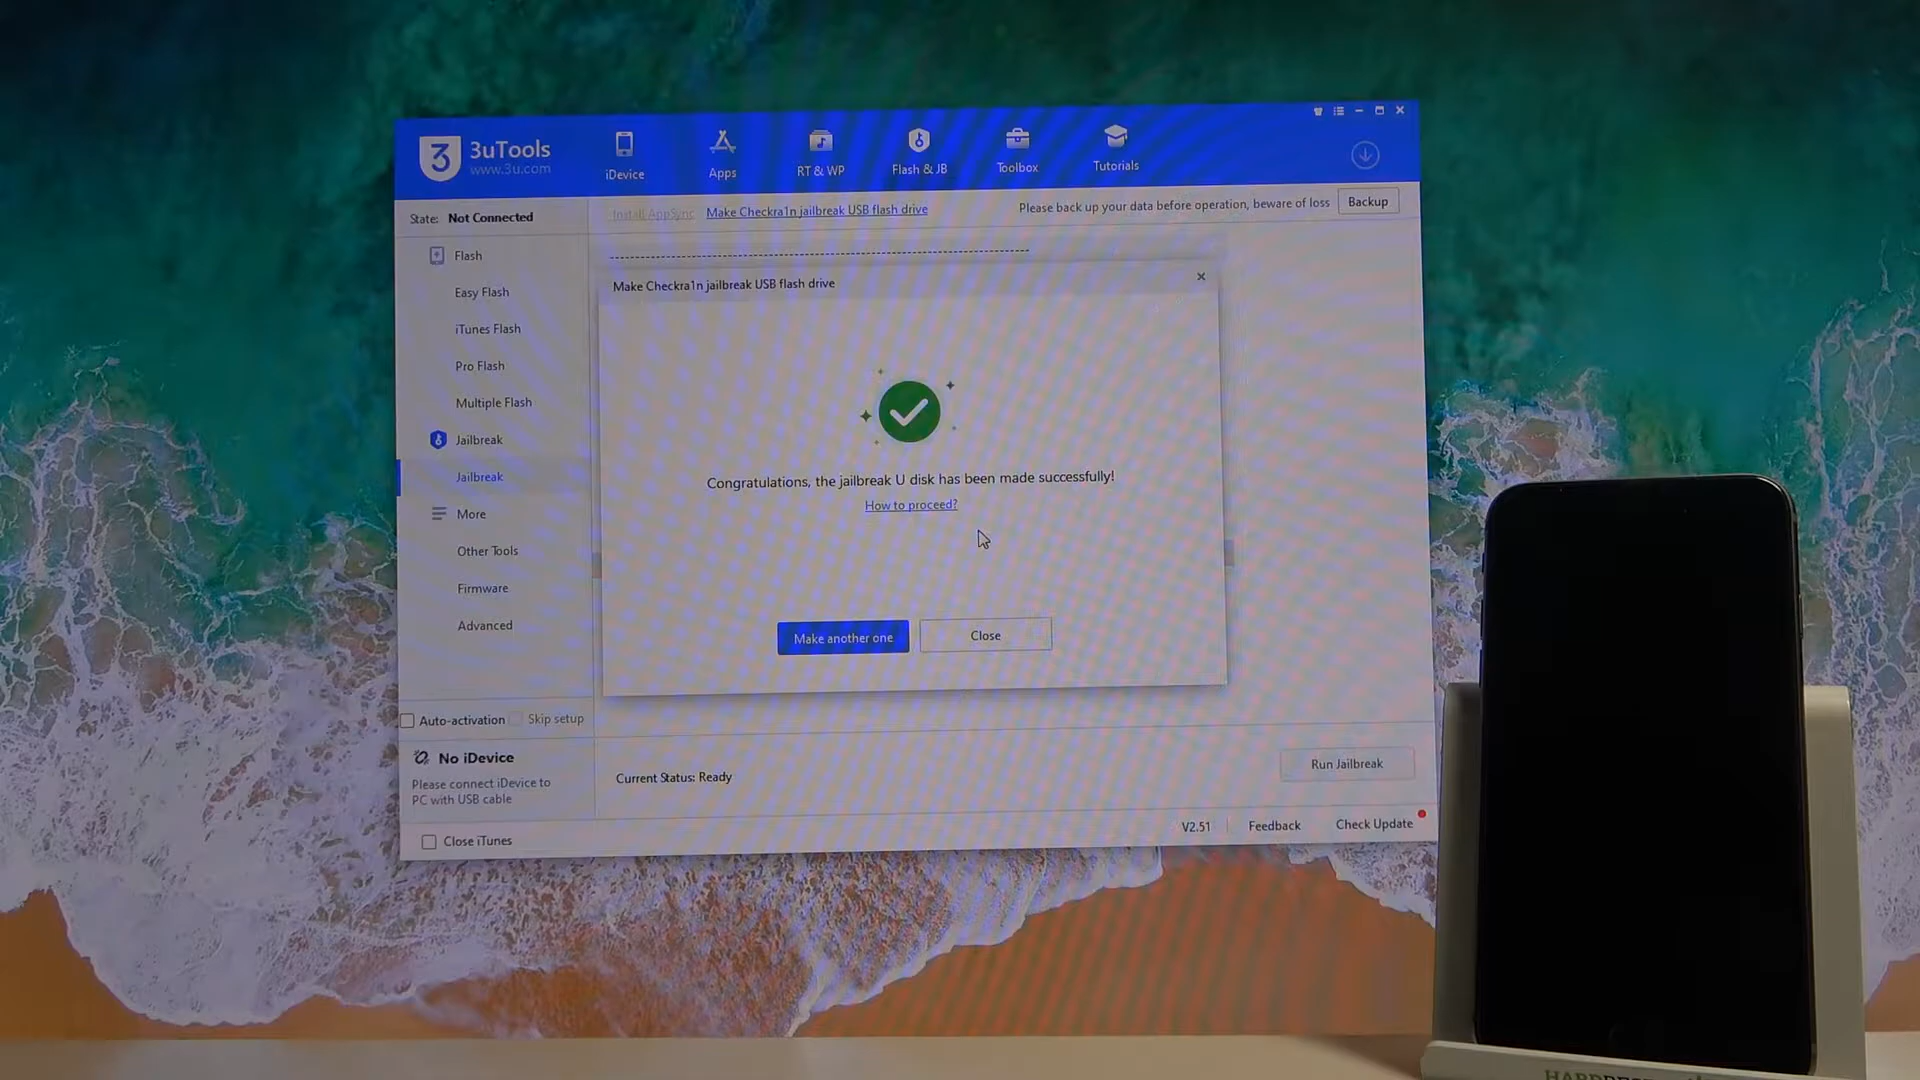 3 3uTools
www.3u.com
iDevice
Apps
RT & WP
Flash & JB
Toolbox
Tutorials
State: Not Connected
Install AppSync
Make Checkra1n jailbreak USB flash drive
Please back up your data before operation, beware of loss
Backup
Flash
Easy Flash
iTunes Flash
Pro Flash
Multiple Flash
Jailbreak
Jailbreak
More
Other Tools
Firmware
Advanced
Make Checkra1n jailbreak USB flash drive
Congratulations, the jailbreak U disk has been made successfully!
How to proceed?
Make another one
Close
Auto-activation
Skip setup
No iDevice
Please connect iDevice to
PC with USB cable
Current Status: Ready
Run Jailbreak
Close iTunes
V2.51
Feedback
Check Update